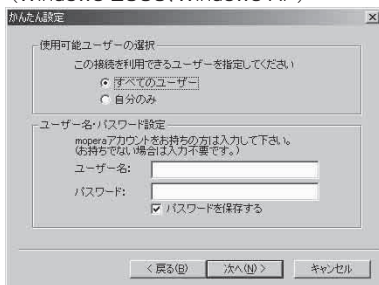 (Windows 2000、Windows XP)
かんたん設定
使用可能ユーザーの選択
この接続を利用できるユーザーを指定してください
すべてのユーザー
自分のみ
ユーザー名・パスワード設定
moperaアカウントをお持ちの方は入力して下さい。
(お持ちでない場合は入力不要です。)
ユーザー名:
パスワード:
パスワードを保存する
< 戻る(B)
次へ(N) >
キャンセル